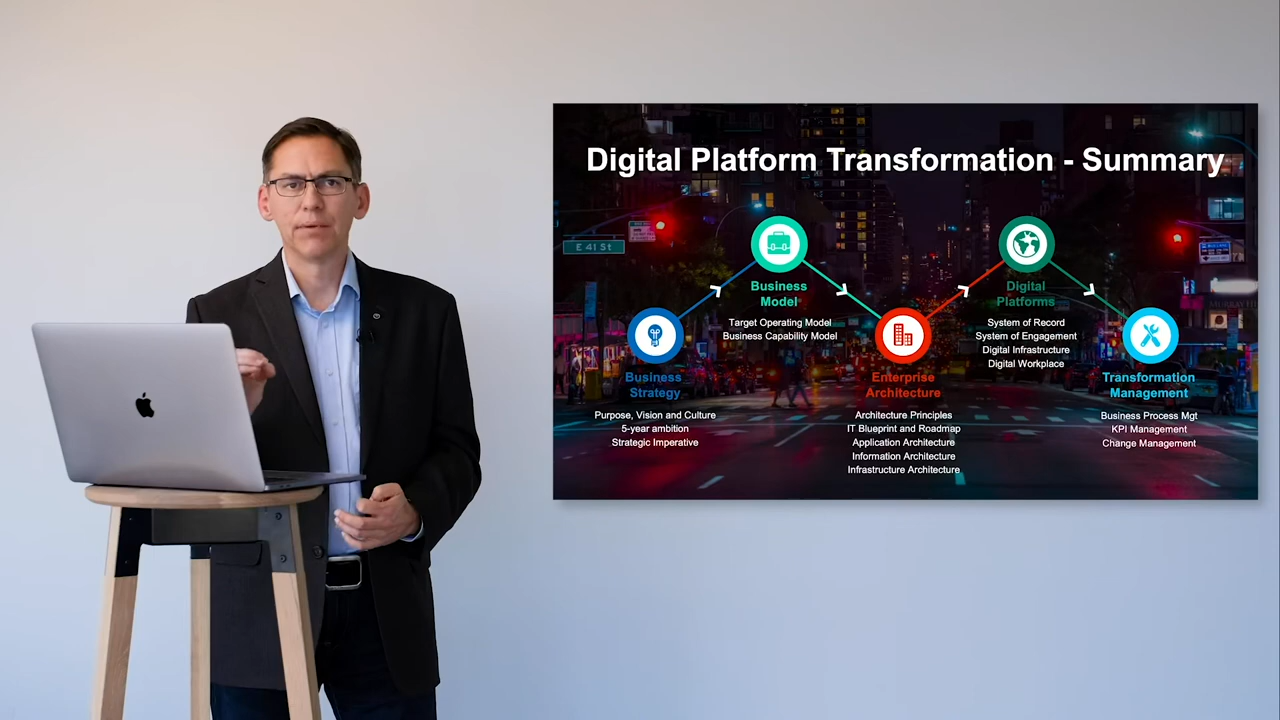 Digital Platform Transformation - Summary
E 41 St
Business
Model
Target Operating Model
Business Capability Model
Digital
Platforms
System of Record
System of Engagement
Digital Infrastructure
Digital Workplace
Business
Strategy
Purpose, Vision and Culture
5-year ambition
Strategic Imperative
Enterprise
Architecture
Architecture Principles
IT Blueprint and Roadmap
Application Architecture
Information Architecture
Infrastructure Architecture
Transformation
Management
Business Process Mgt
KPI Management
Change Management